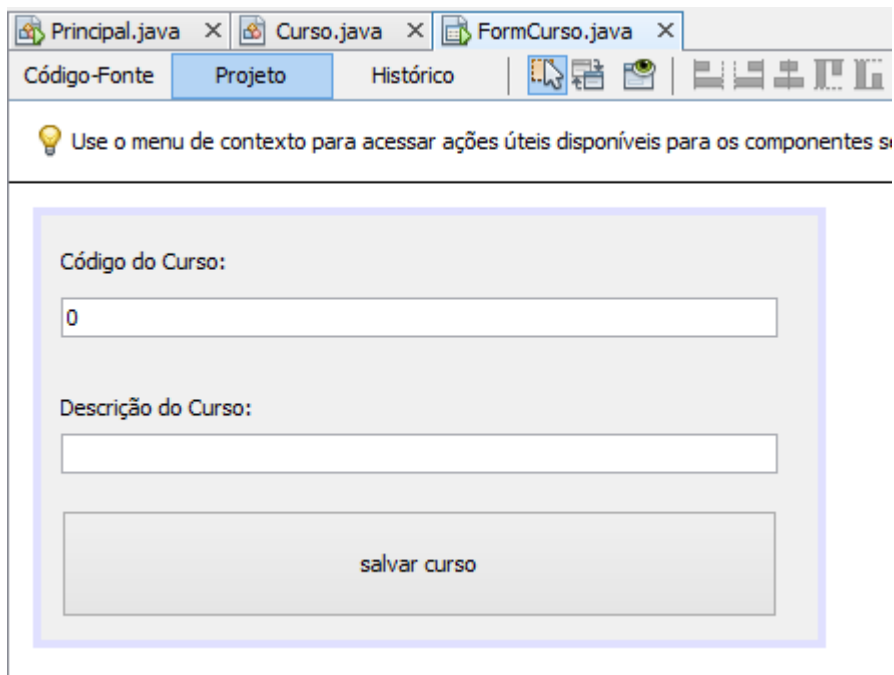 Principal.java Curso.java FormCurso.java
Código-Fonte Projeto Histórico
Use o menu de contexto para acessar ações úteis disponíveis para os componentes
Código do Curso:
0
Descrição do Curso:
salvar curso